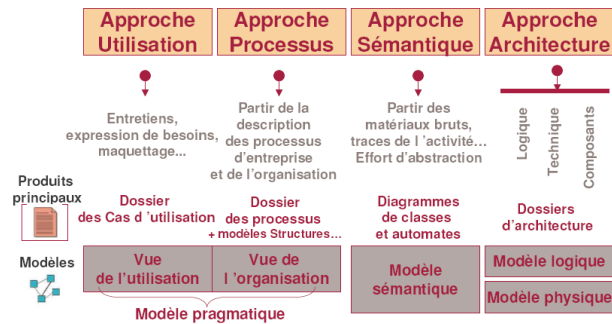 Approche
Utilisation
Approche
Processus
Approche
Sémantique
Approche
Architecture
Entretiens,
expression de besoins,
maquettage...
Partir de la
description
des processus
d'entreprise
et de l'organisation
Partir des
matériaux bruts,
traces de l 'activité…
Effort d'abstraction
Logique
Technique
Composants
Produits
principaux
Dossier
des Cas d 'utilisation
Dossier
des processus
+ modèles Structures…
Diagrammes
de classes
et automates
Dossiers
d'architecture
Modèles
Vue
de l'utilisation
Vue de
l 'organisation
Modèle
sémantique
Modèle logique
Modèle physique
Modèle pragmatique